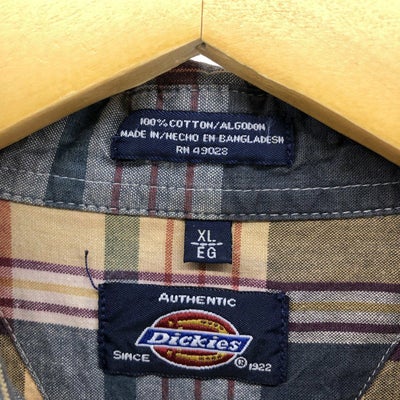 100% COTTON/ALGODON
MADE IN/HECHO EN BANGLADESH
RN 49028
XL
EG
AUTHENTIC
Dickies
SINCE ® 1922